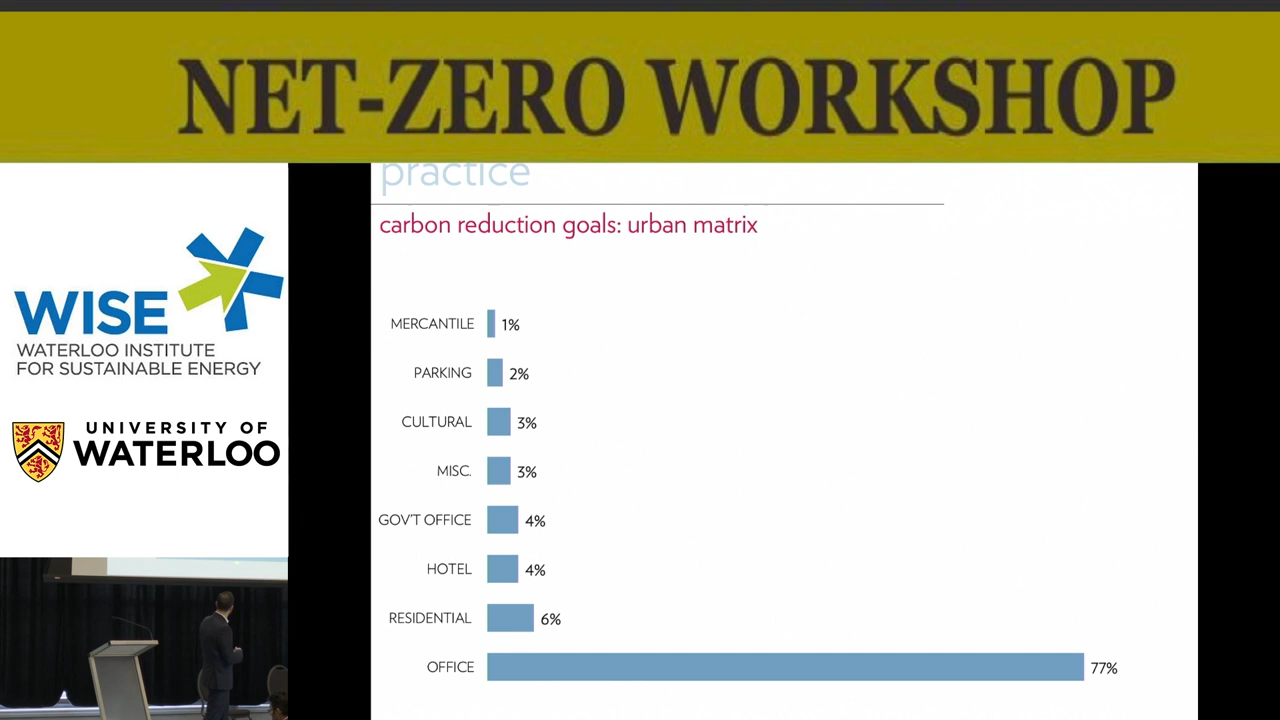 NET-ZERO WORKSHOP
practice
carbon reduction goals: urban matrix
WISE
WATERLOO INSTITUTE
FOR SUSTAINABLE ENERGY
UNIVERSITY OF
WATERLOO
MERCANTILE 1%
PARKING 2%
CULTURAL 3%
MISC. 3%
GOV'T OFFICE 4%
HOTEL 4%
RESIDENTIAL 6%
OFFICE 77%